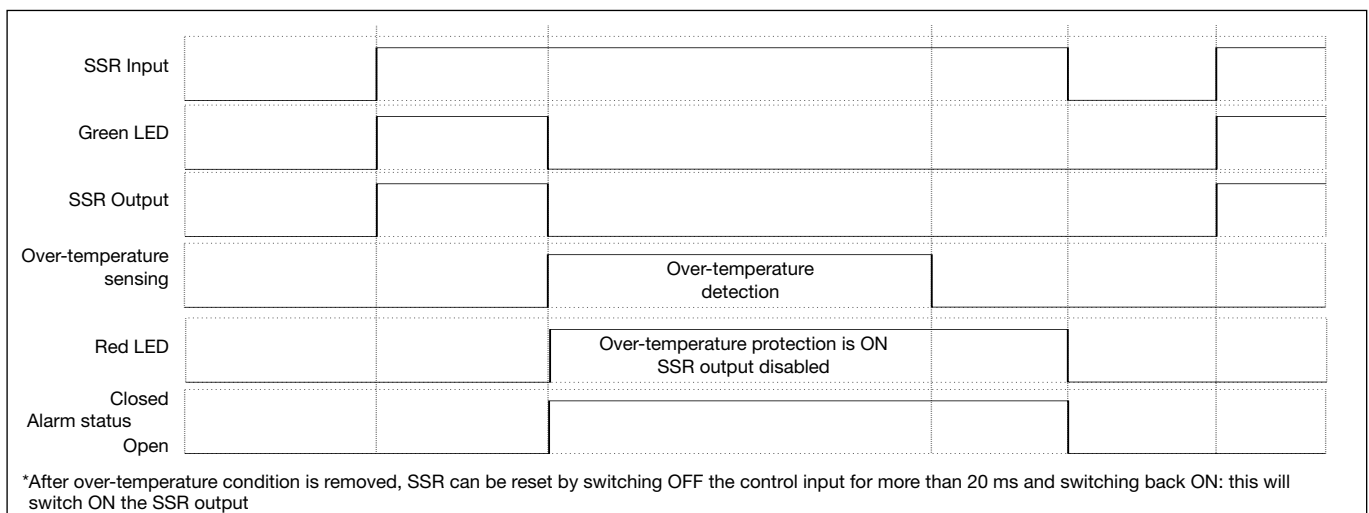 SSR Input
Green LED
SSR Output
Over-temperature
sensing
Over-temperature
detection
Red LED
Over-temperature protection is ON
SSR output disabled
Closed
Alarm status
Open
*After over-temperature condition is removed, SSR can be reset by switching OFF the control input for more than 20 ms and switching back ON: this will
switch ON the SSR output